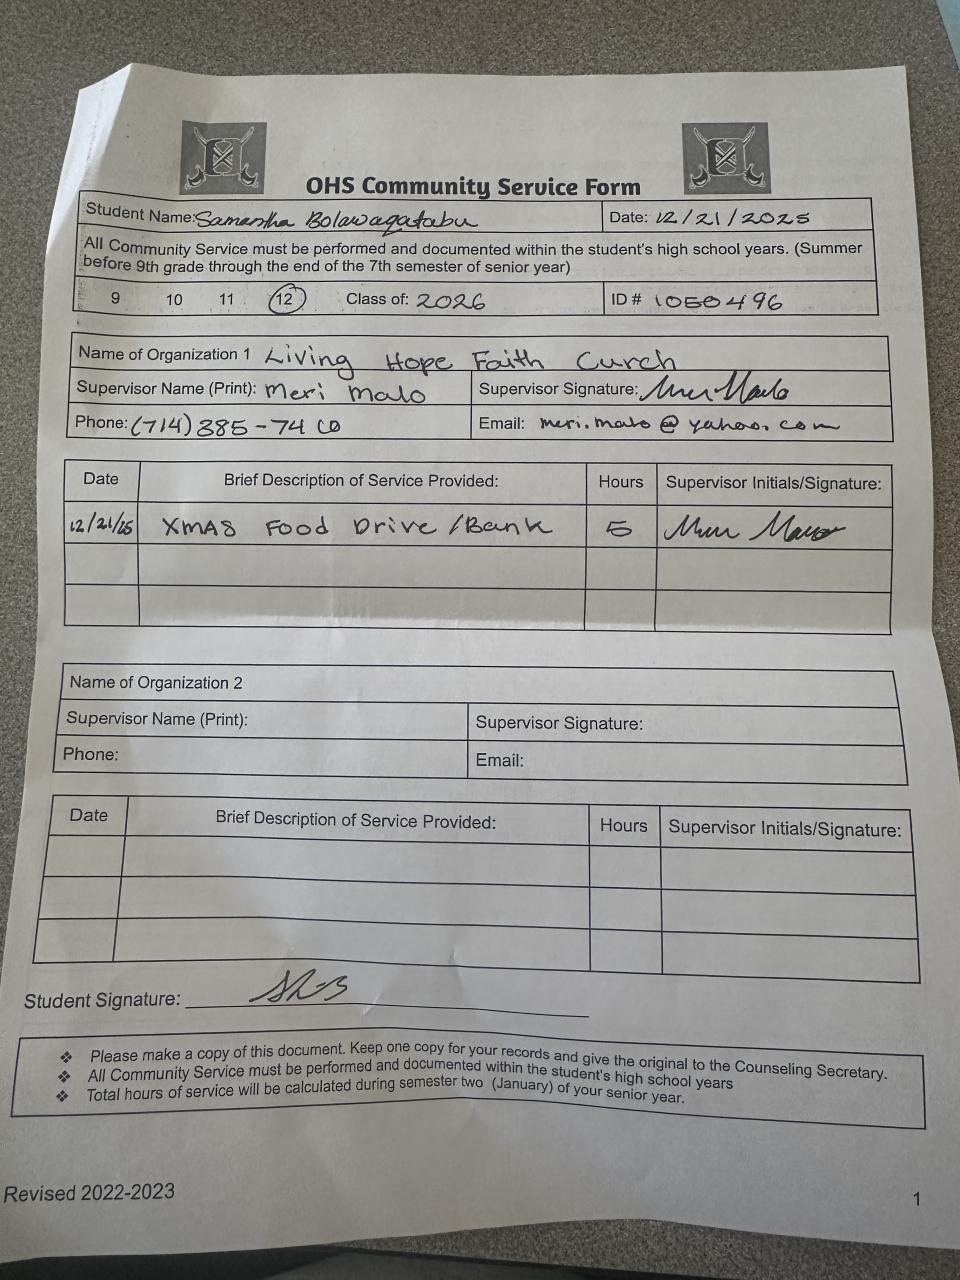 OHS Community Service Form
Student Name: Samantha Bolawaqatabu Date: 12/21/2025
All Community Service must be performed and documented within the student's high school years. (Summer
before 9th grade through the end of the 7th semester of senior year)
9 10 11 12 Class of: 2026 ID # 1050496
Name of Organization 1 Living Hope Faith Curch
Supervisor Name (Print): Meri Malo Supervisor Signature:
Phone: (714) 385-7460 Email: meri.malo@yahoo.com
Date Brief Description of Service Provided: Hours Supervisor Initials/Signature:
12/21/25 XMAS Food Drive/Bank 5
Name of Organization 2
Supervisor Name (Print): Supervisor Signature:
Phone: Email:
Date Brief Description of Service Provided: Hours Supervisor Initials/Signature:
Student Signature:
❖ Please make a copy of this document. Keep one copy for your records and give the original to the Counseling Secretary.
❖ All Community Service must be performed and documented within the student's high school years
❖ Total hours of service will be calculated during semester two (January) of your senior year.
Revised 2022-2023 1